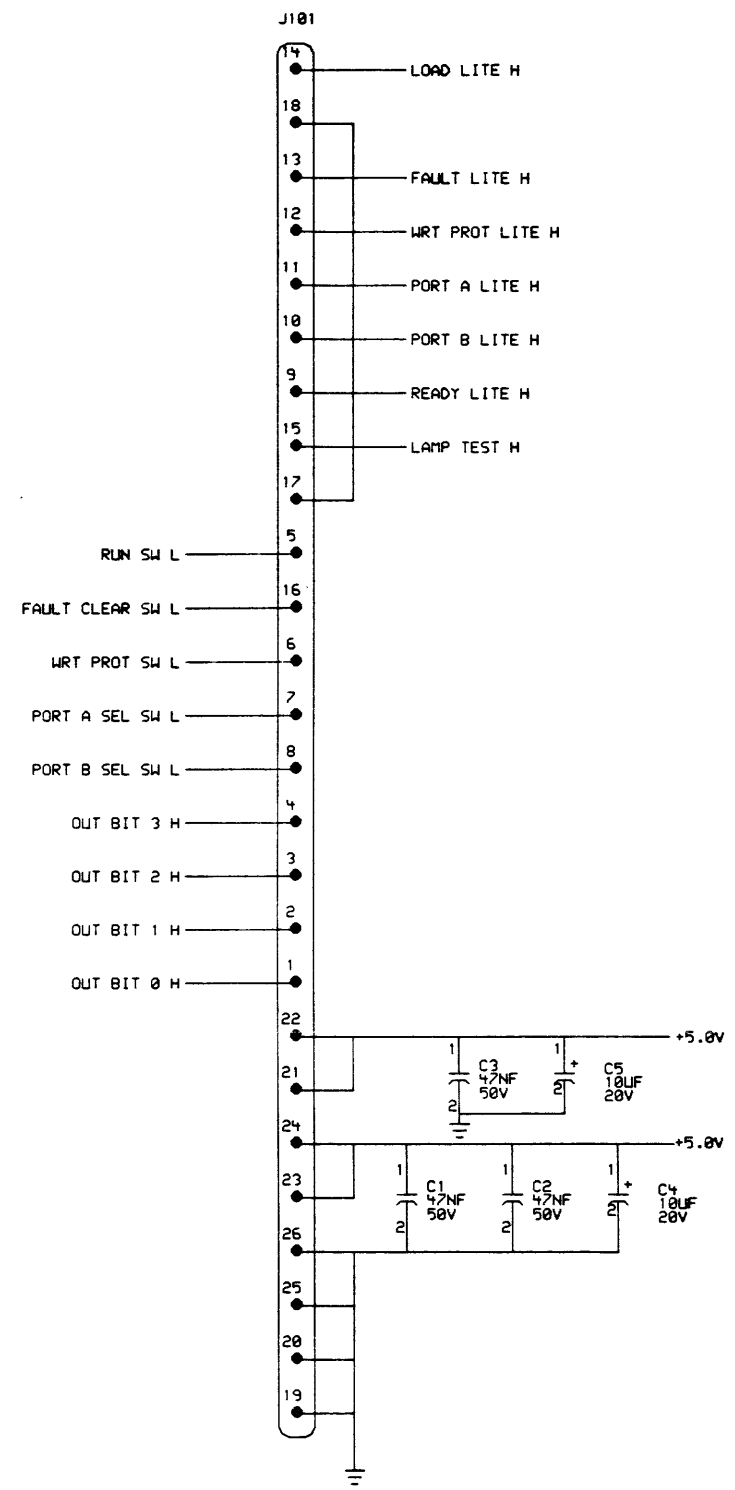 J101
14
LOAD LITE H
18
13
FAULT LITE H
12
WRT PROT LITE H
11
PORT A LITE H
10
PORT B LITE H
9
READY LITE H
15
LAMP TEST H
17
5
RUN SW L
16
FAULT CLEAR SW L
6
WRT PROT SW L
7
PORT A SEL SW L
8
PORT B SEL SW L
4
OUT BIT 3 H
3
OUT BIT 2 H
2
OUT BIT 1 H
1
OUT BIT 0 H
22
+5.0V
1
C3
47NF
50V
2
1
+
C5
10UF
20V
2
21
24
+5.0V
1
C1
47NF
50V
2
1
C2
47NF
50V
2
1
+
C4
10UF
20V
2
23
26
25
20
19